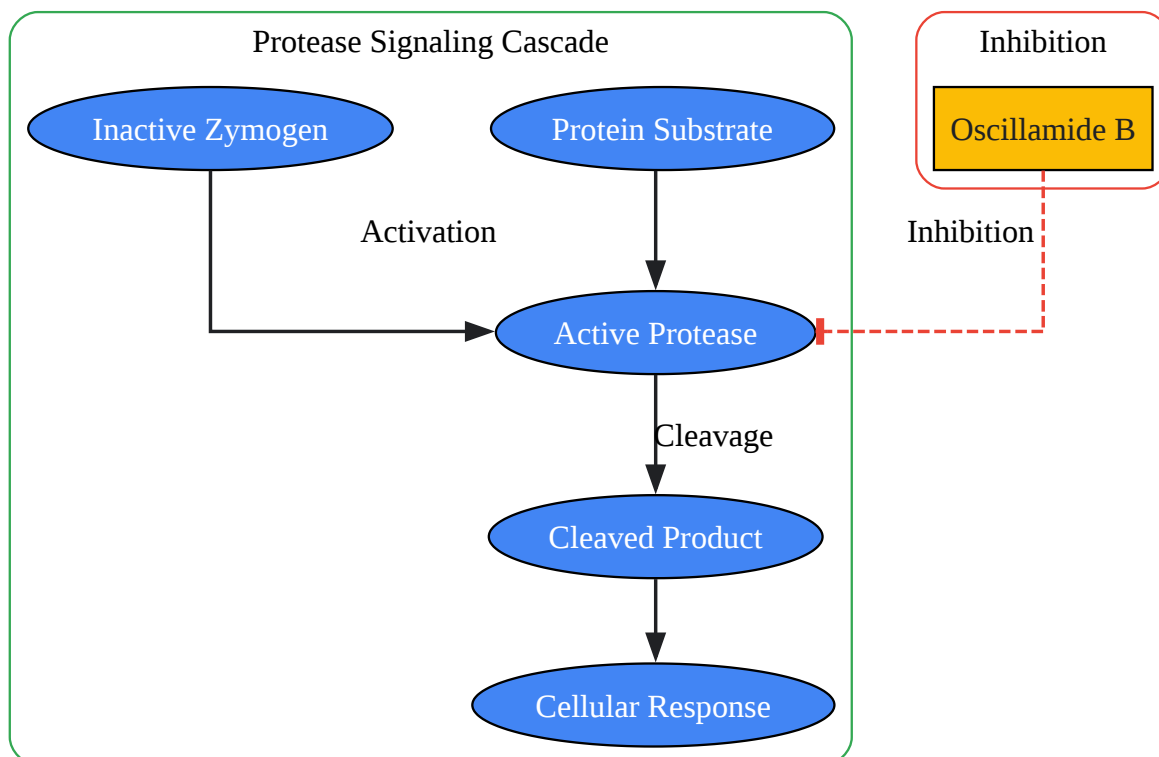 Protease Signaling Cascade
Inhibition
Inactive Zymogen
Protein Substrate
Oscillamide B
Activation
Inhibition
Active Protease
Cleavage
Cleaved Product
Cellular Response